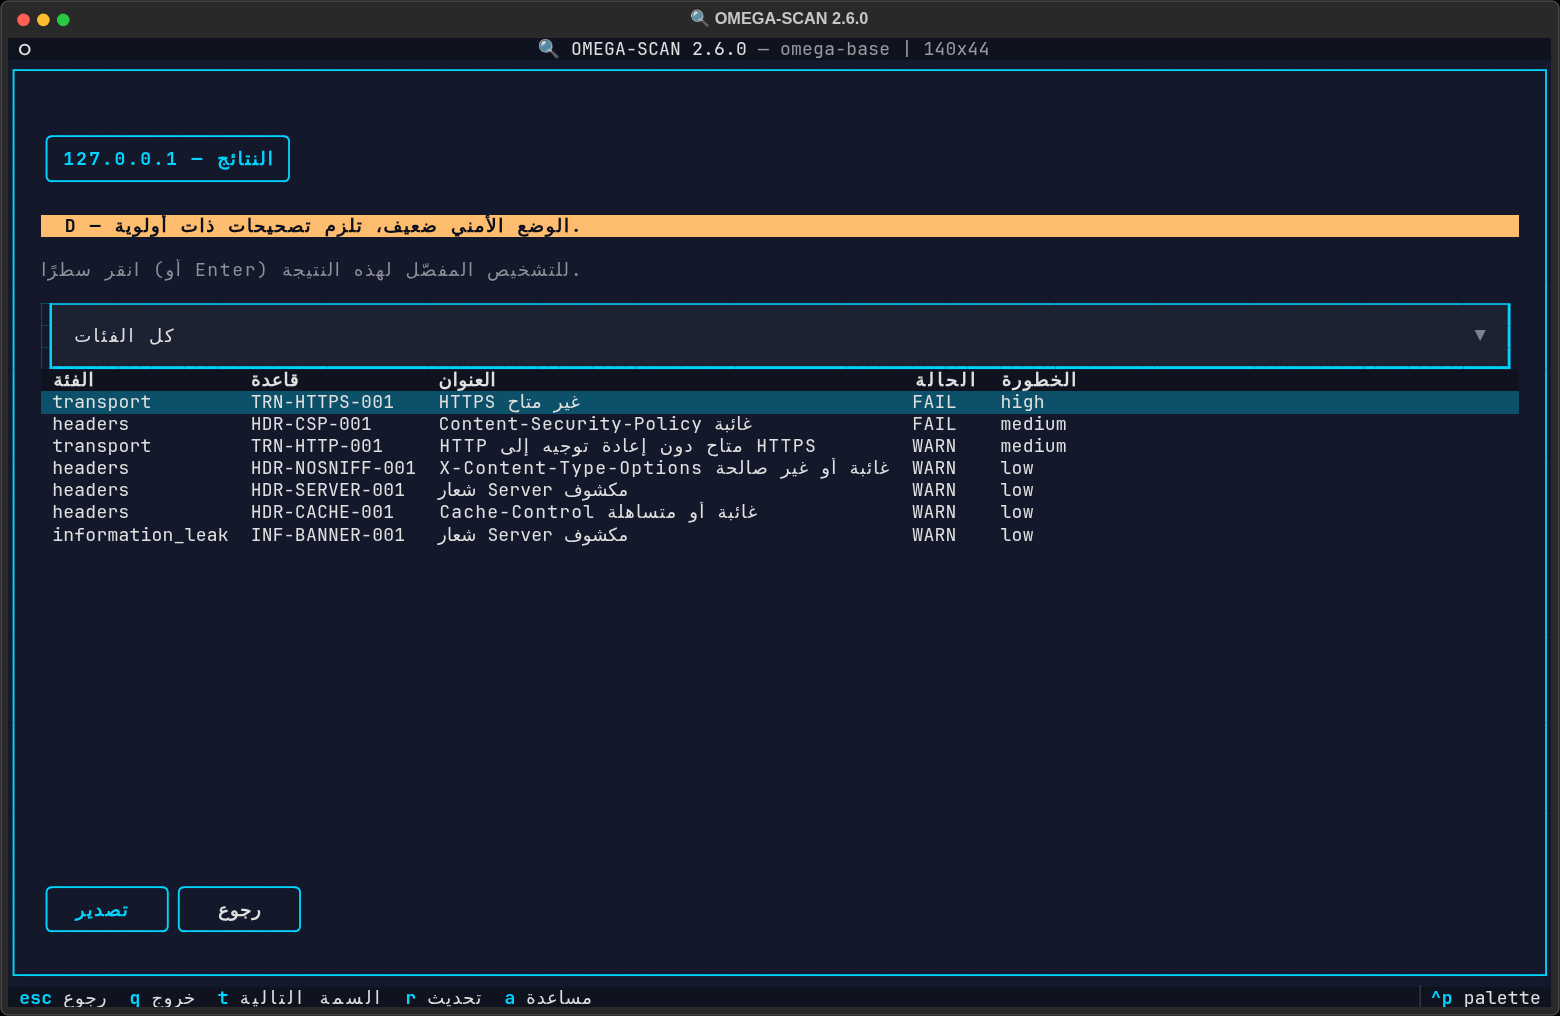 🔍 OMEGA-SCAN 2.6.0
🔍 OMEGA-SCAN 2.6.0 — omega-base | 140x44
النتائج — 127.0.0.1
D — الوضع الأمني ضعيف، تلزم تصحيحات ذات أولوية.
انقر سطرًا (أو Enter) للتشخيص المفصّل لهذه النتيجة.
كل الفئات ▼
الفئة قاعدة العنوان الحالة الخطورة
transport TRN-HTTPS-001 HTTPS غير متاح FAIL high
headers HDR-CSP-001 Content-Security-Policy غائبة FAIL medium
transport TRN-HTTP-001 HTTP متاح دون إعادة توجيه إلى HTTPS WARN medium
headers HDR-NOSNIFF-001 X-Content-Type-Options غائبة أو غير صالحة WARN low
headers HDR-SERVER-001 شعار Server مكشوف WARN low
headers HDR-CACHE-001 Cache-Control غائبة أو متساهلة WARN low
information_leak INF-BANNER-001 شعار Server مكشوف WARN low
تصدير رجوع
esc رجوع q خروج t السمة التالية r تحديث a مساعدة ^p palette